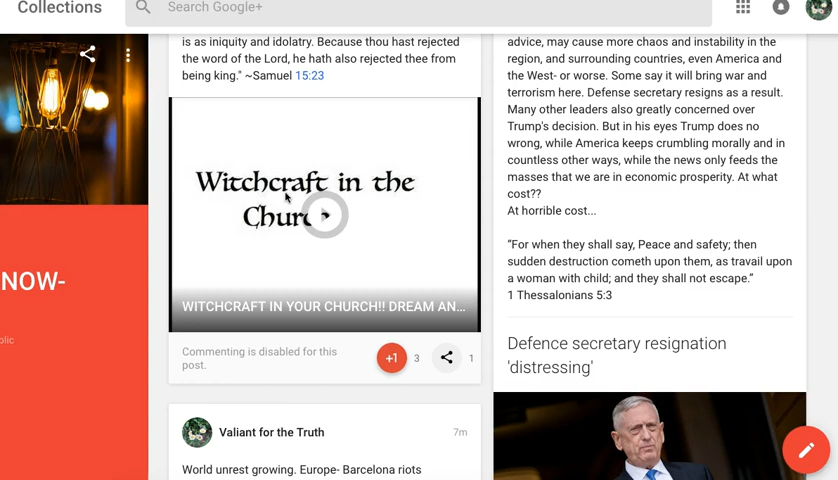 Collections
Search Google+
NOW-
blic
is as iniquity and idolatry. Because thou hast rejected
the word of the Lord, he hath also rejected thee from
being king." ~Samuel 15:23
Witchcraft in the
Church
WITCHCRAFT IN YOUR CHURCH!! DREAM AN...
Commenting is disabled for this
post.
+1
3
1
Valiant for the Truth
7m
World unrest growing. Europe- Barcelona riots
advice, may cause more chaos and instability in the
region, and surrounding countries, even America and
the West- or worse. Some say it will bring war and
terrorism here. Defense secretary resigns as a result.
Many other leaders also greatly concerned over
Trump's decision. But in his eyes Trump does no
wrong, while America keeps crumbling morally and in
countless other ways, while the news only feeds the
masses that we are in economic prosperity. At what
cost??
At horrible cost...
“For when they shall say, Peace and safety; then
sudden destruction cometh upon them, as travail upon
a woman with child; and they shall not escape.”
1 Thessalonians 5:3
Defence secretary resignation
'distressing'